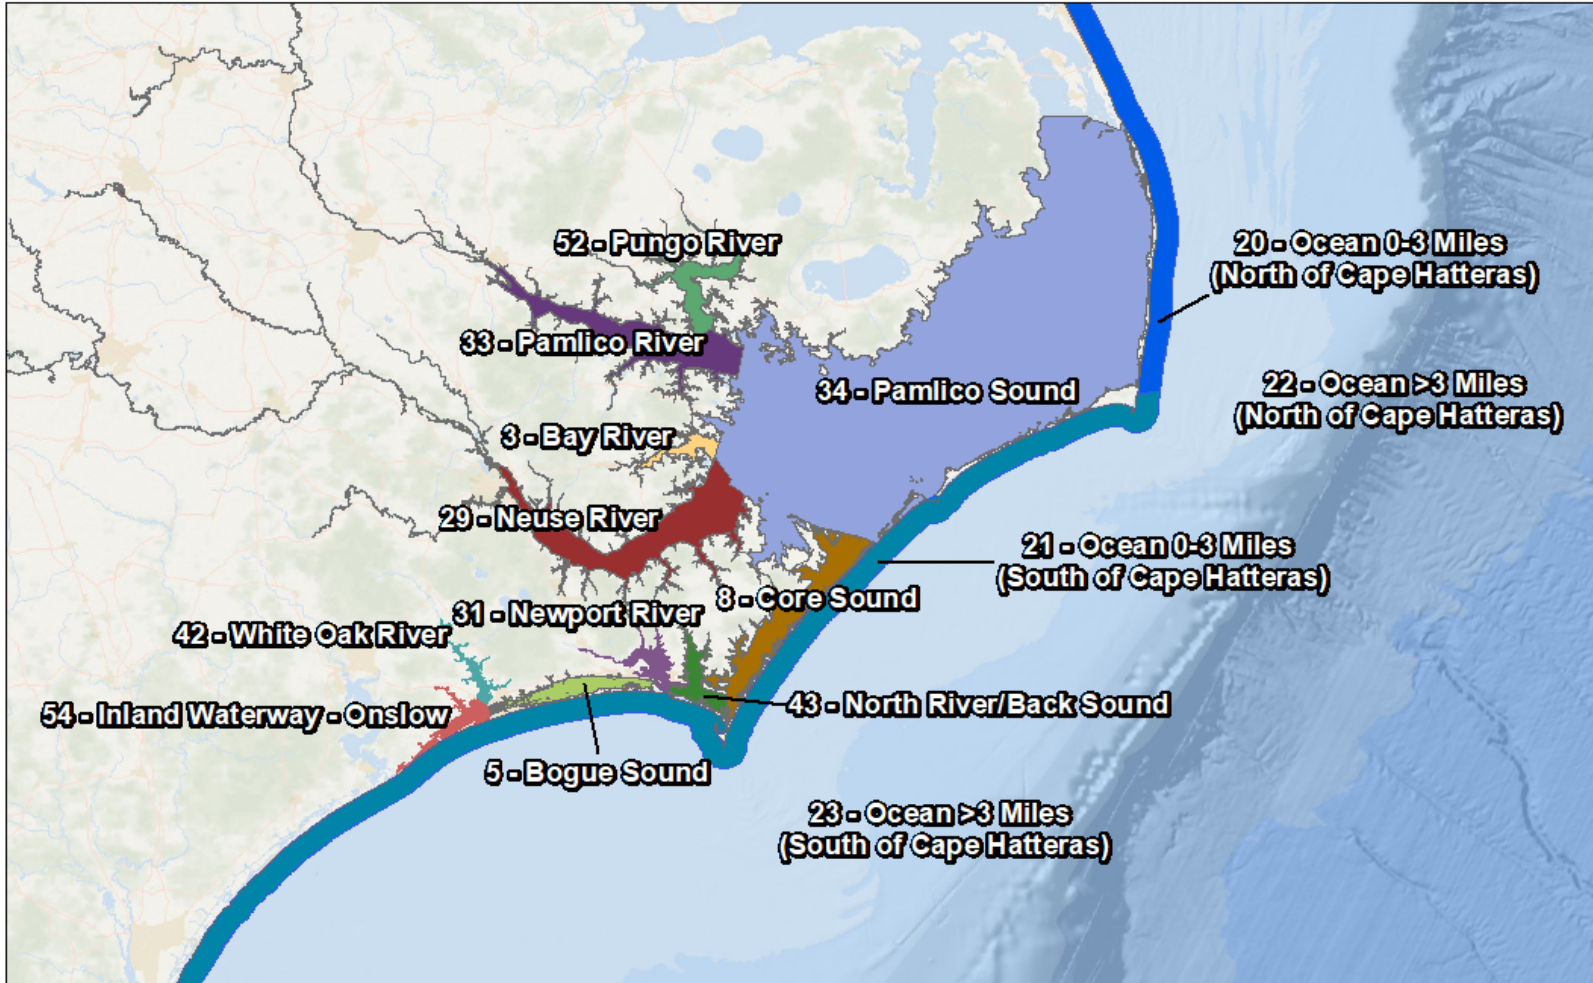 52 - Pungo River
20 - Ocean 0-3 Miles
(North of Cape Hatteras)
33 - Pamlico River
34 - Pamlico Sound
22 - Ocean >3 Miles
(North of Cape Hatteras)
3 - Bay River
29 - Neuse River
21 - Ocean 0-3 Miles
(South of Cape Hatteras)
8 - Core Sound
31 - Newport River
42 - White Oak River
43 - North River/Back Sound
54 - Inland Waterway - Onslow
5 - Bogue Sound
23 - Ocean >3 Miles
(South of Cape Hatteras)